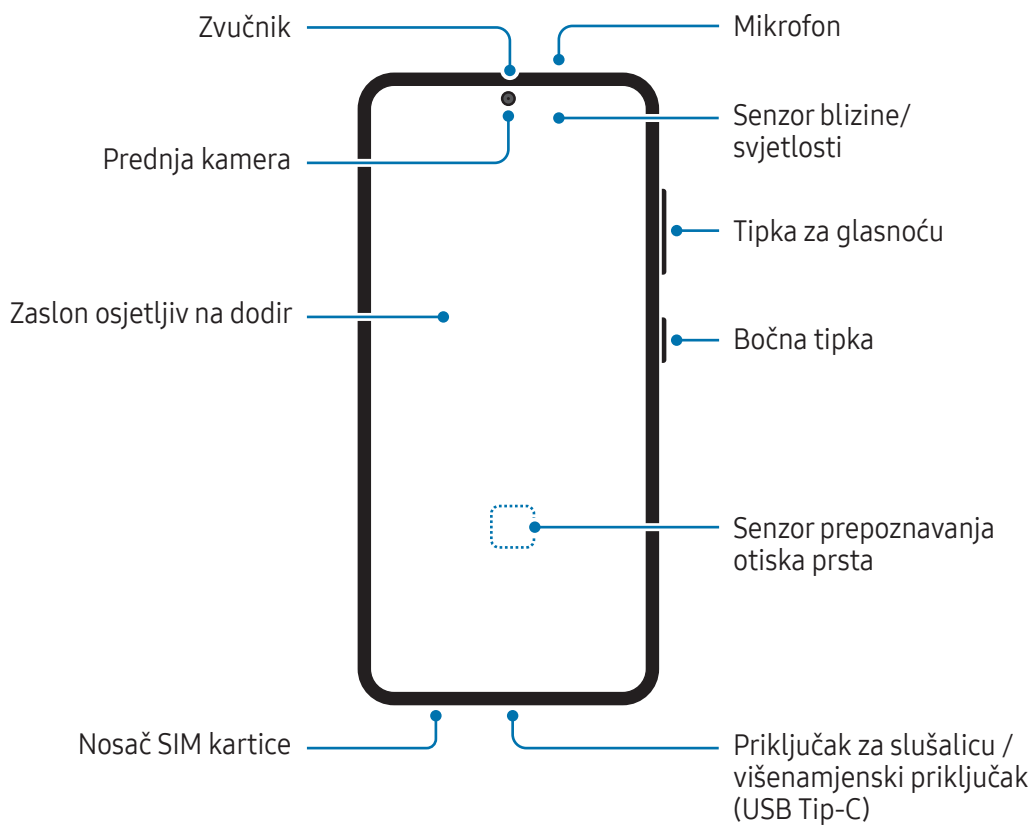 Zvučnik
Mikrofon
Prednja kamera
Senzor blizine/
svjetlosti
Tipka za glasnoću
Zaslon osjetljiv na dodir
Bočna tipka
Senzor prepoznavanja
otiska prsta
Nosač SIM kartice
Priključak za slušalicu /
višenamjenski priključak
(USB Tip-C)